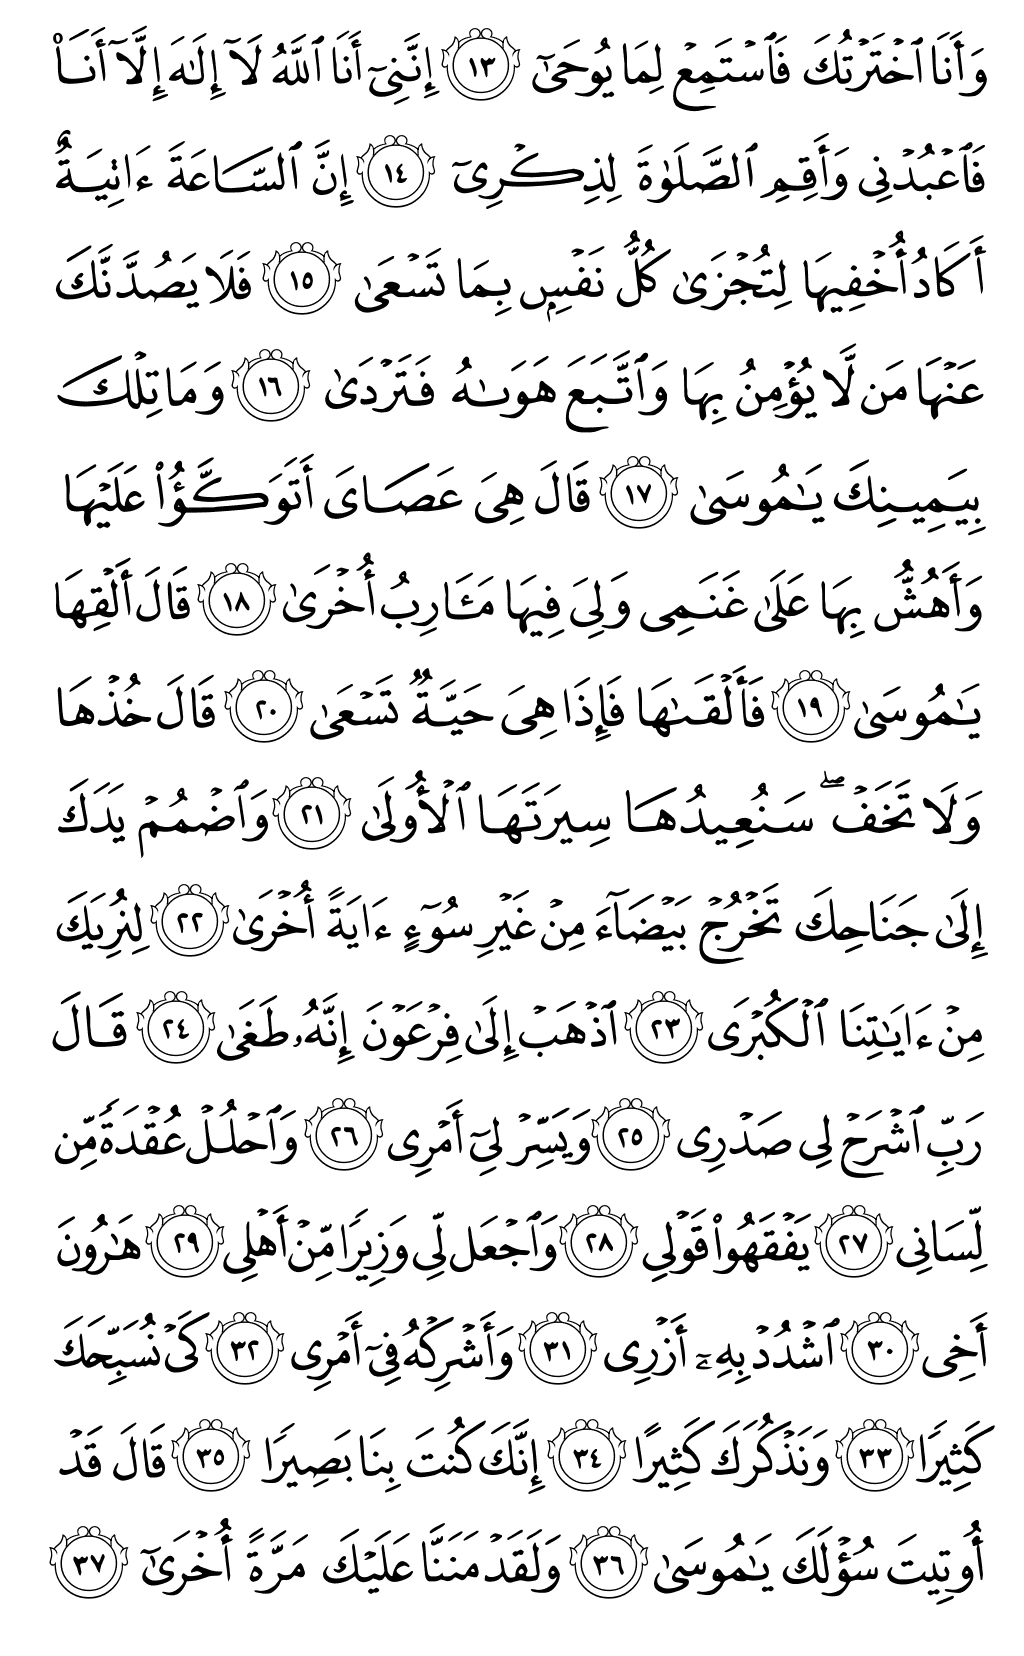 وَأَنَا ٱخْتَرْتُكَ فَٱسْتَمِعْ لِمَا يُوحَىٰٓ ١٣ إِنَّنِىٓ أَنَا ٱللَّهُ لَآ إِلَٰهَ إِلَّآ أَنَا۠
فَٱعْبُدْنِى وَأَقِمِ ٱلصَّلَوٰةَ لِذِكْرِىٓ ١٤ إِنَّ ٱلسَّاعَةَ ءَاتِيَةٌ
أَكَادُ أُخْفِيهَا لِتُجْزَىٰ كُلُّ نَفْسٍۭ بِمَا تَسْعَىٰ ١٥ فَلَا يَصُدَّنَّكَ
عَنْهَا مَن لَّا يُؤْمِنُ بِهَا وَٱتَّبَعَ هَوَىٰهُ فَتَرْدَىٰ ١٦ وَمَا تِلْكَ
بِيَمِينِكَ يَٰمُوسَىٰ ١٧ قَالَ هِىَ عَصَاىَ أَتَوَكَّؤُا۟ عَلَيْهَا
وَأَهُشُّ بِهَا عَلَىٰ غَنَمِى وَلِىَ فِيهَا مَـَٔارِبُ أُخْرَىٰ ١٨ قَالَ أَلْقِهَا
يَٰمُوسَىٰ ١٩ فَأَلْقَىٰهَا فَإِذَا هِىَ حَيَّةٌ تَسْعَىٰ ٢٠ قَالَ خُذْهَا
وَلَا تَخَفْ ۖ سَنُعِيدُهَا سِيرَتَهَا ٱلْأُولَىٰ ٢١ وَٱضْمُمْ يَدَكَ
إِلَىٰ جَنَاحِكَ تَخْرُجْ بَيْضَآءَ مِنْ غَيْرِ سُوٓءٍ ءَايَةً أُخْرَىٰ ٢٢ لِنُرِيَكَ
مِنْ ءَايَٰتِنَا ٱلْكُبْرَى ٢٣ ٱذْهَبْ إِلَىٰ فِرْعَوْنَ إِنَّهُۥ طَغَىٰ ٢٤ قَالَ
رَبِّ ٱشْرَحْ لِى صَدْرِى ٢٥ وَيَسِّرْ لِىٓ أَمْرِى ٢٦ وَٱحْلُلْ عُقْدَةً مِّن
لِّسَانِى ٢٧ يَفْقَهُوا۟ قَوْلِى ٢٨ وَٱجْعَل لِّى وَزِيرًا مِّنْ أَهْلِى ٢٩ هَٰرُونَ
أَخِى ٣٠ ٱشْدُدْ بِهِۦٓ أَزْرِى ٣١ وَأَشْرِكْهُ فِىٓ أَمْرِى ٣٢ كَىْ نُسَبِّحَكَ
كَثِيرًا ٣٣ وَنَذْكُرَكَ كَثِيرًا ٣٤ إِنَّكَ كُنتَ بِنَا بَصِيرًا ٣٥ قَالَ قَدْ
أُوتِيتَ سُؤْلَكَ يَٰمُوسَىٰ ٣٦ وَلَقَدْ مَنَنَّا عَلَيْكَ مَرَّةً أُخْرَىٰٓ ٣٧